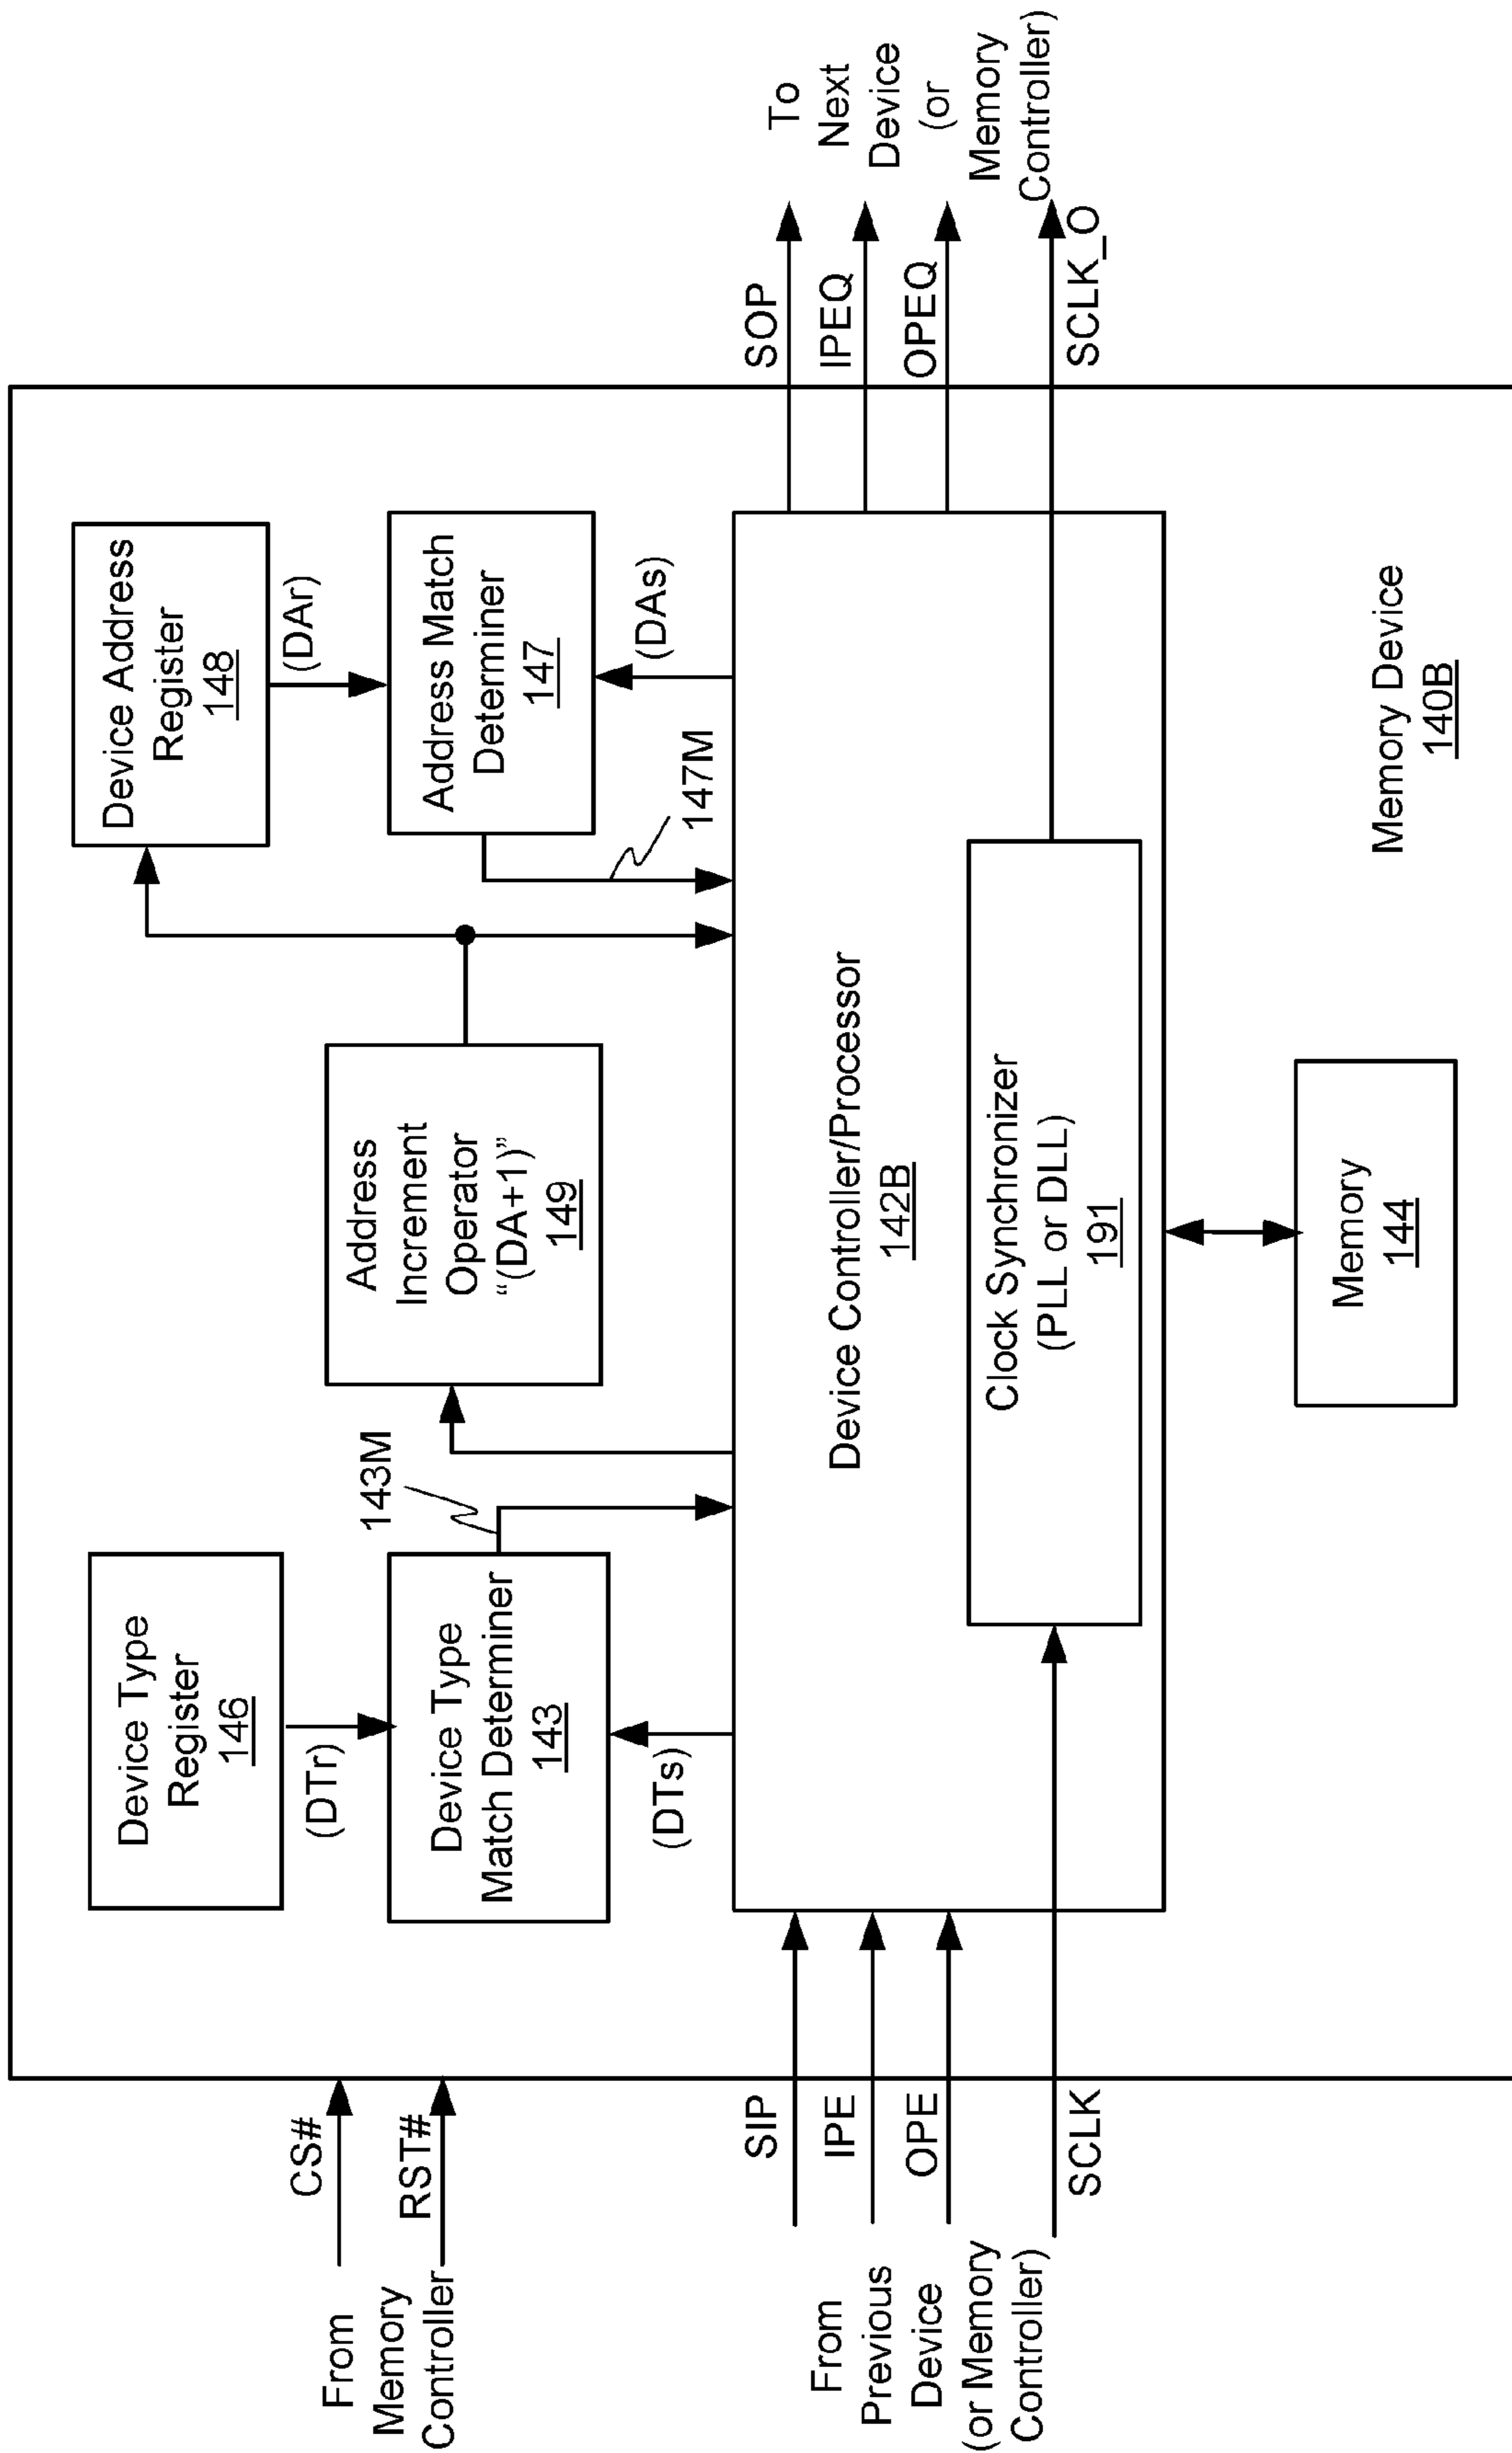 From
Memory
Controller
CS#
RST#
From
Previous
Device
(or Memory
Controller)
SIP
IPE
OPE
SCLK
Device Type
Register
146
(DTr)
Device Type
Match Determiner
143
(DTs)
143M
Address
Increment
Operator
“(DA+1)”
149
Device Address
Register
148
(DAr)
Address Match
Determiner
147
(DAs)
147M
Device Controller/Processor
142B
Clock Synchronizer
(PLL or DLL)
191
Memory
144
Memory Device
140B
SOP
IPEQ
OPEQ
SCLK_O
To
Next
Device
(or
Memory
Controller)